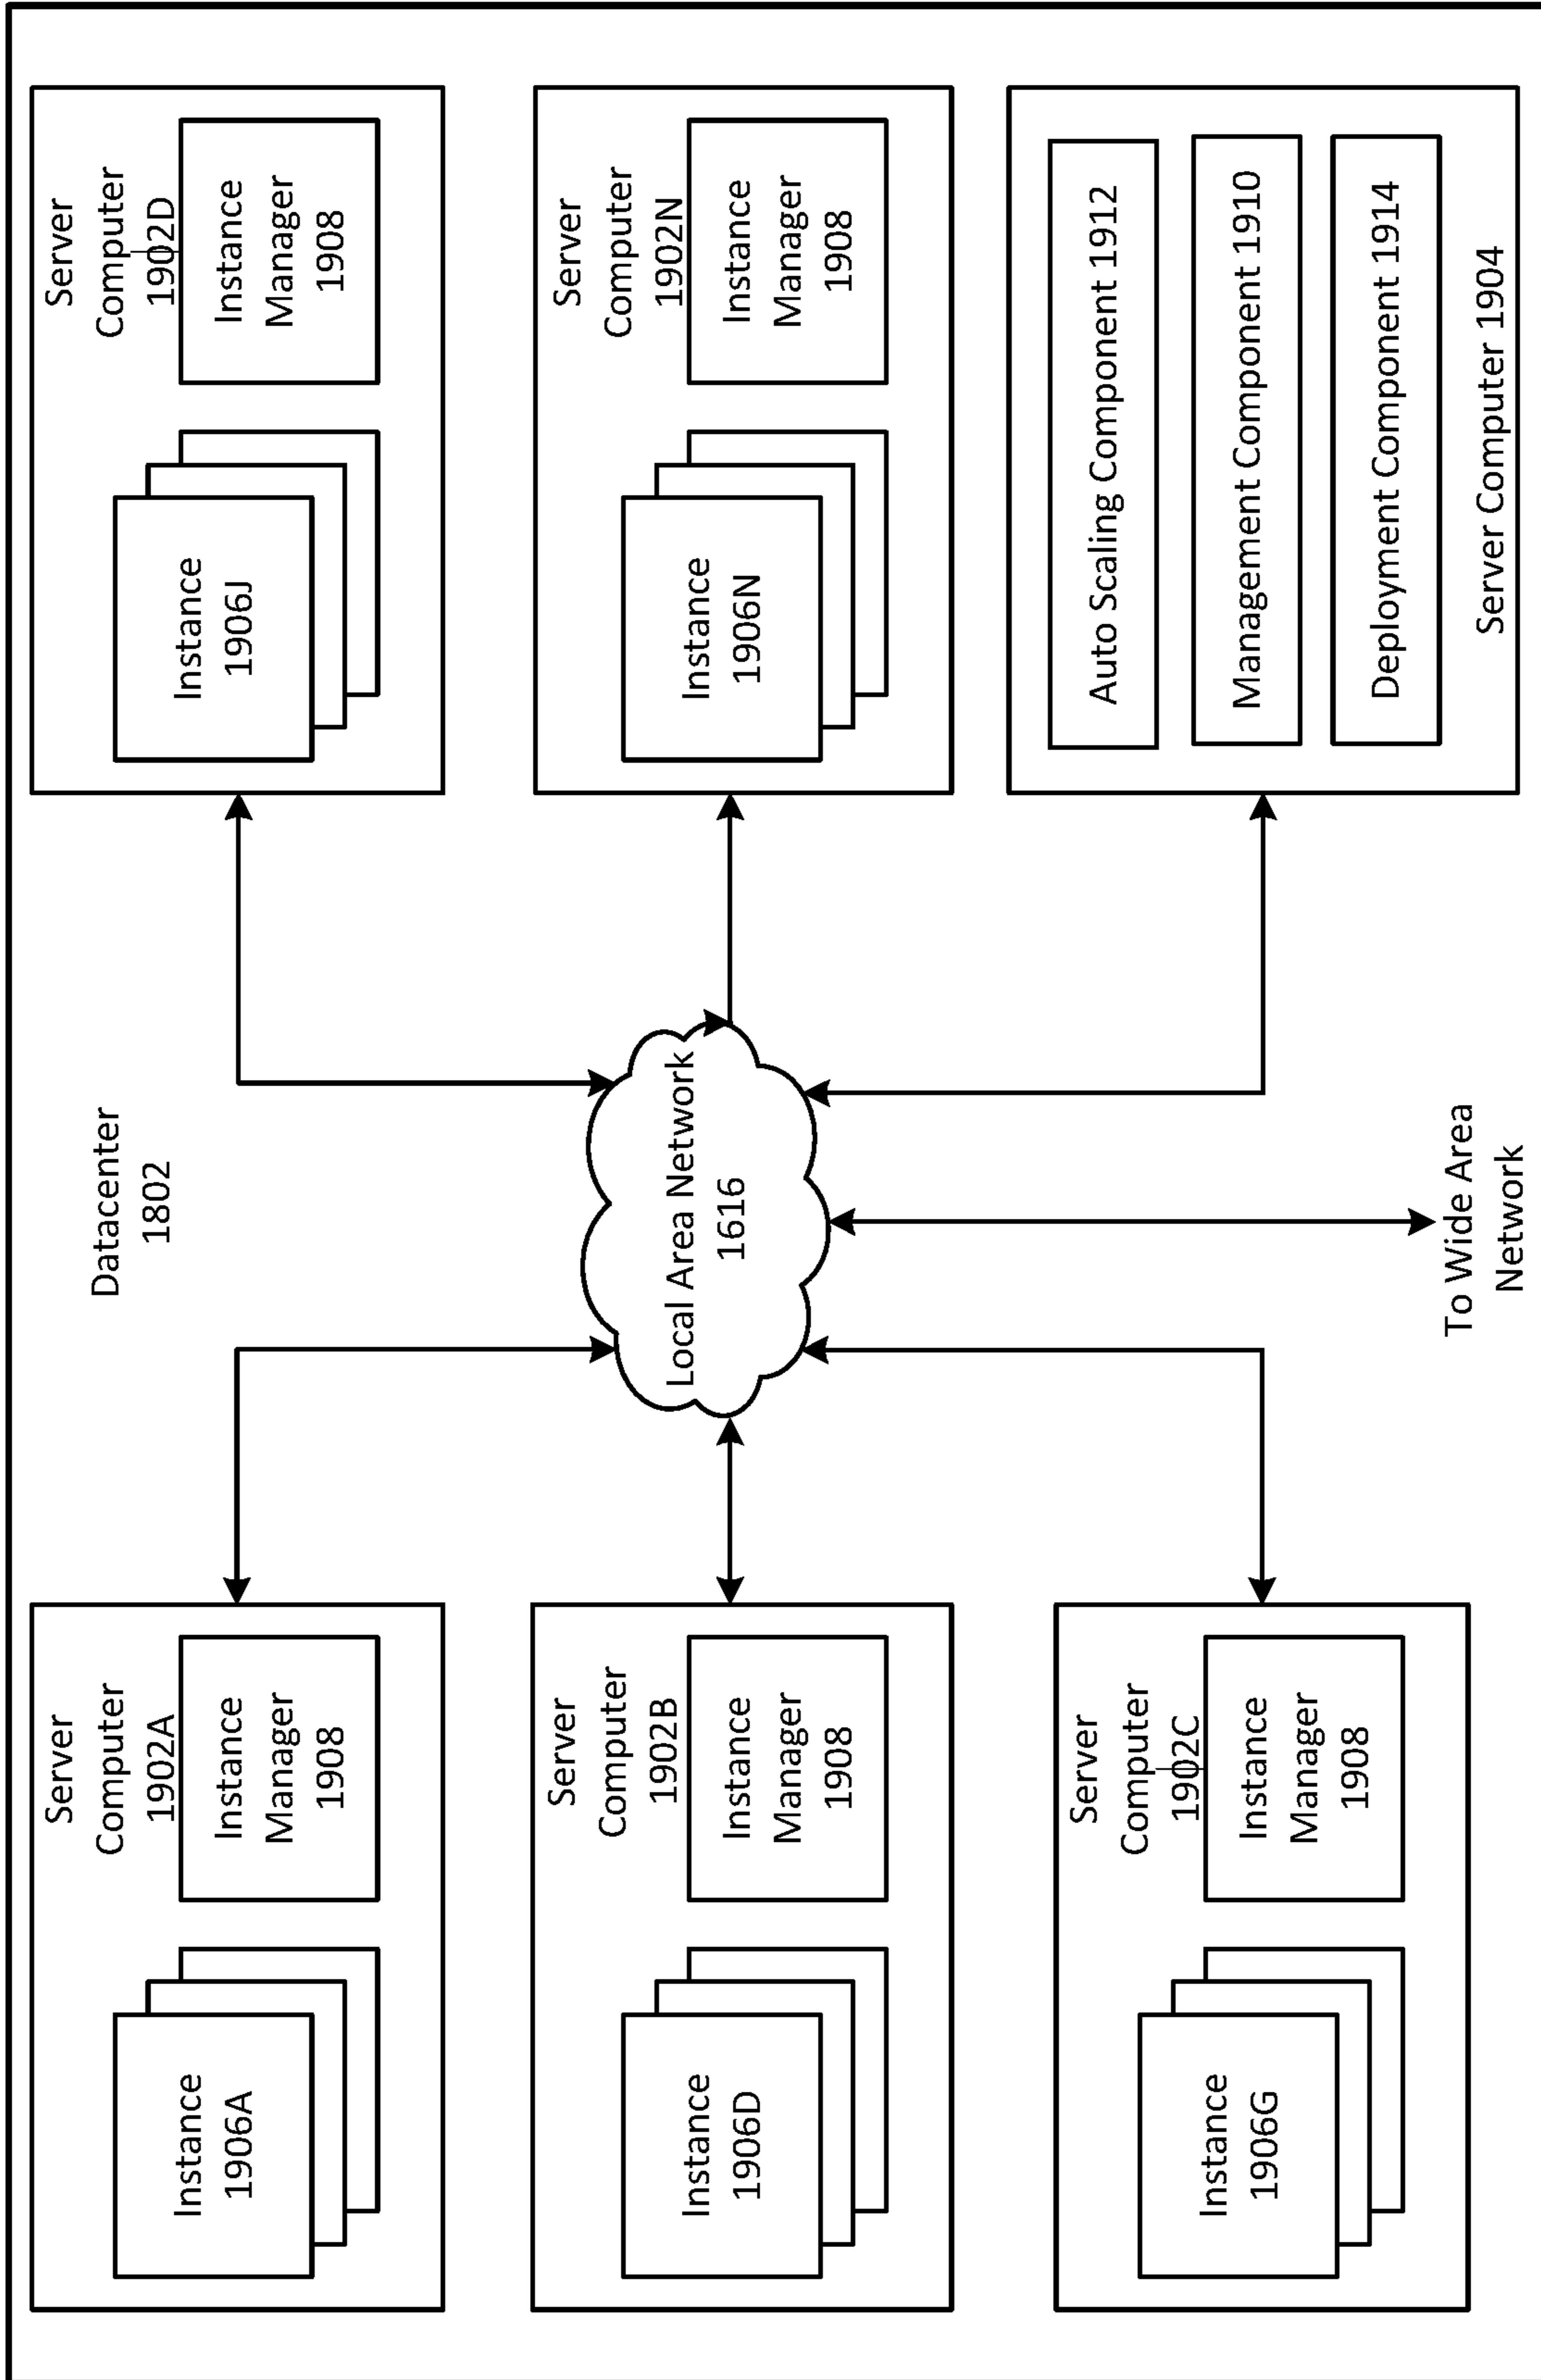 Datacenter
1802
Server
Computer
1902A
Instance
1906A
Instance
Manager
1908
Server
Computer
1902D
Instance
1906J
Instance
Manager
1908
Server
Computer
1902B
Instance
1906D
Instance
Manager
1908
Local Area Network
1616
Server
Computer
1902N
Instance
1906N
Instance
Manager
1908
Server
Computer
1902C
Instance
1906G
Instance
Manager
1908
To Wide Area
Network
Auto Scaling Component 1912
Management Component 1910
Deployment Component 1914
Server Computer 1904